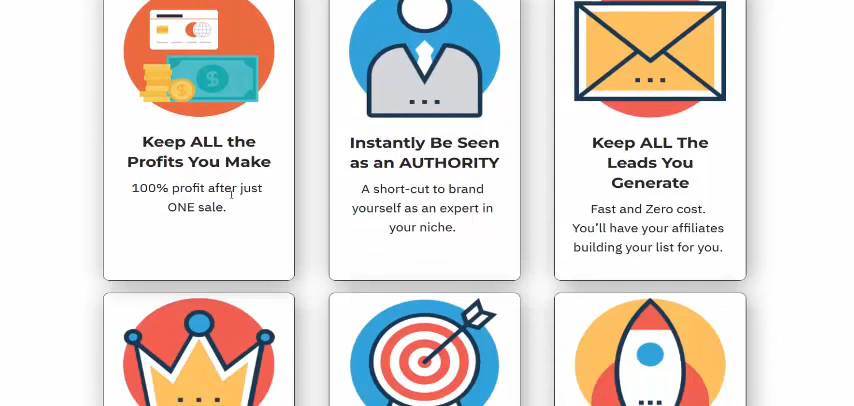 Keep ALL the
Profits You Make
100% profit after just
ONE sale.
Instantly Be Seen
as an AUTHORITY
A short-cut to brand
yourself as an expert in
your niche.
Keep ALL The
Leads You
Generate
Fast and Zero cost.
You'll have your affiliates
building your list for you.